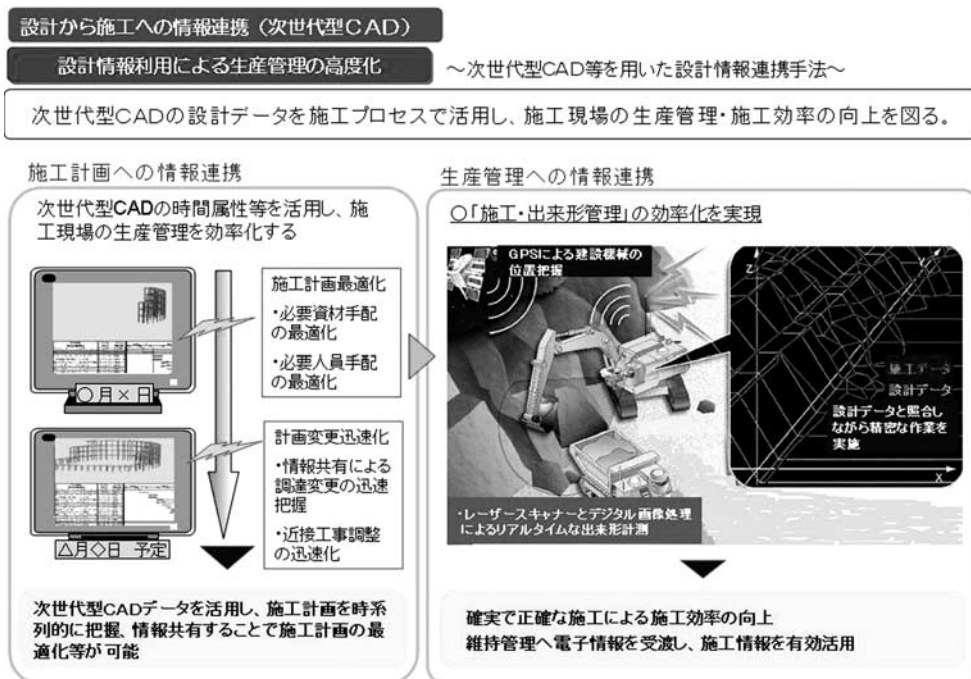 設計から施工への情報連携（次世代型CAD）
設計情報利用による生産管理の高度化
～次世代型CAD等を用いた設計情報連携手法～
次世代型CADの設計データを施工プロセスで活用し、施工現場の生産管理・施工効率の向上を図る。
施工計画への情報連携
次世代型CADの時間属性等を活用し、施
工現場の生産管理を効率化する
〇月×日
施工計画最適化
・必要資材手配
の最適化
・必要人員手配
の最適化
△月◇日 予定
計画変更迅速化
・情報共有による
調達変更の迅速
把握
・近接工事調整
の迅速化
次世代型CADデータを活用し、施工計画を時系
列的に把握、情報共有することで施工計画の最
適化等が可能
生産管理への情報連携
〇「施工・出来形管理」の効率化を実現
GPSによる建設機械の
位置把握
Z
Y
施工データ
設計データ
設計データと照合し
ながら精密な作業を
実施
X
・レーザースキャナーとデジタル画像処理
によるリアルタイムな出来形計測
確実で正確な施工による施工効率の向上
維持管理へ電子情報を受渡し、施工情報を有効活用